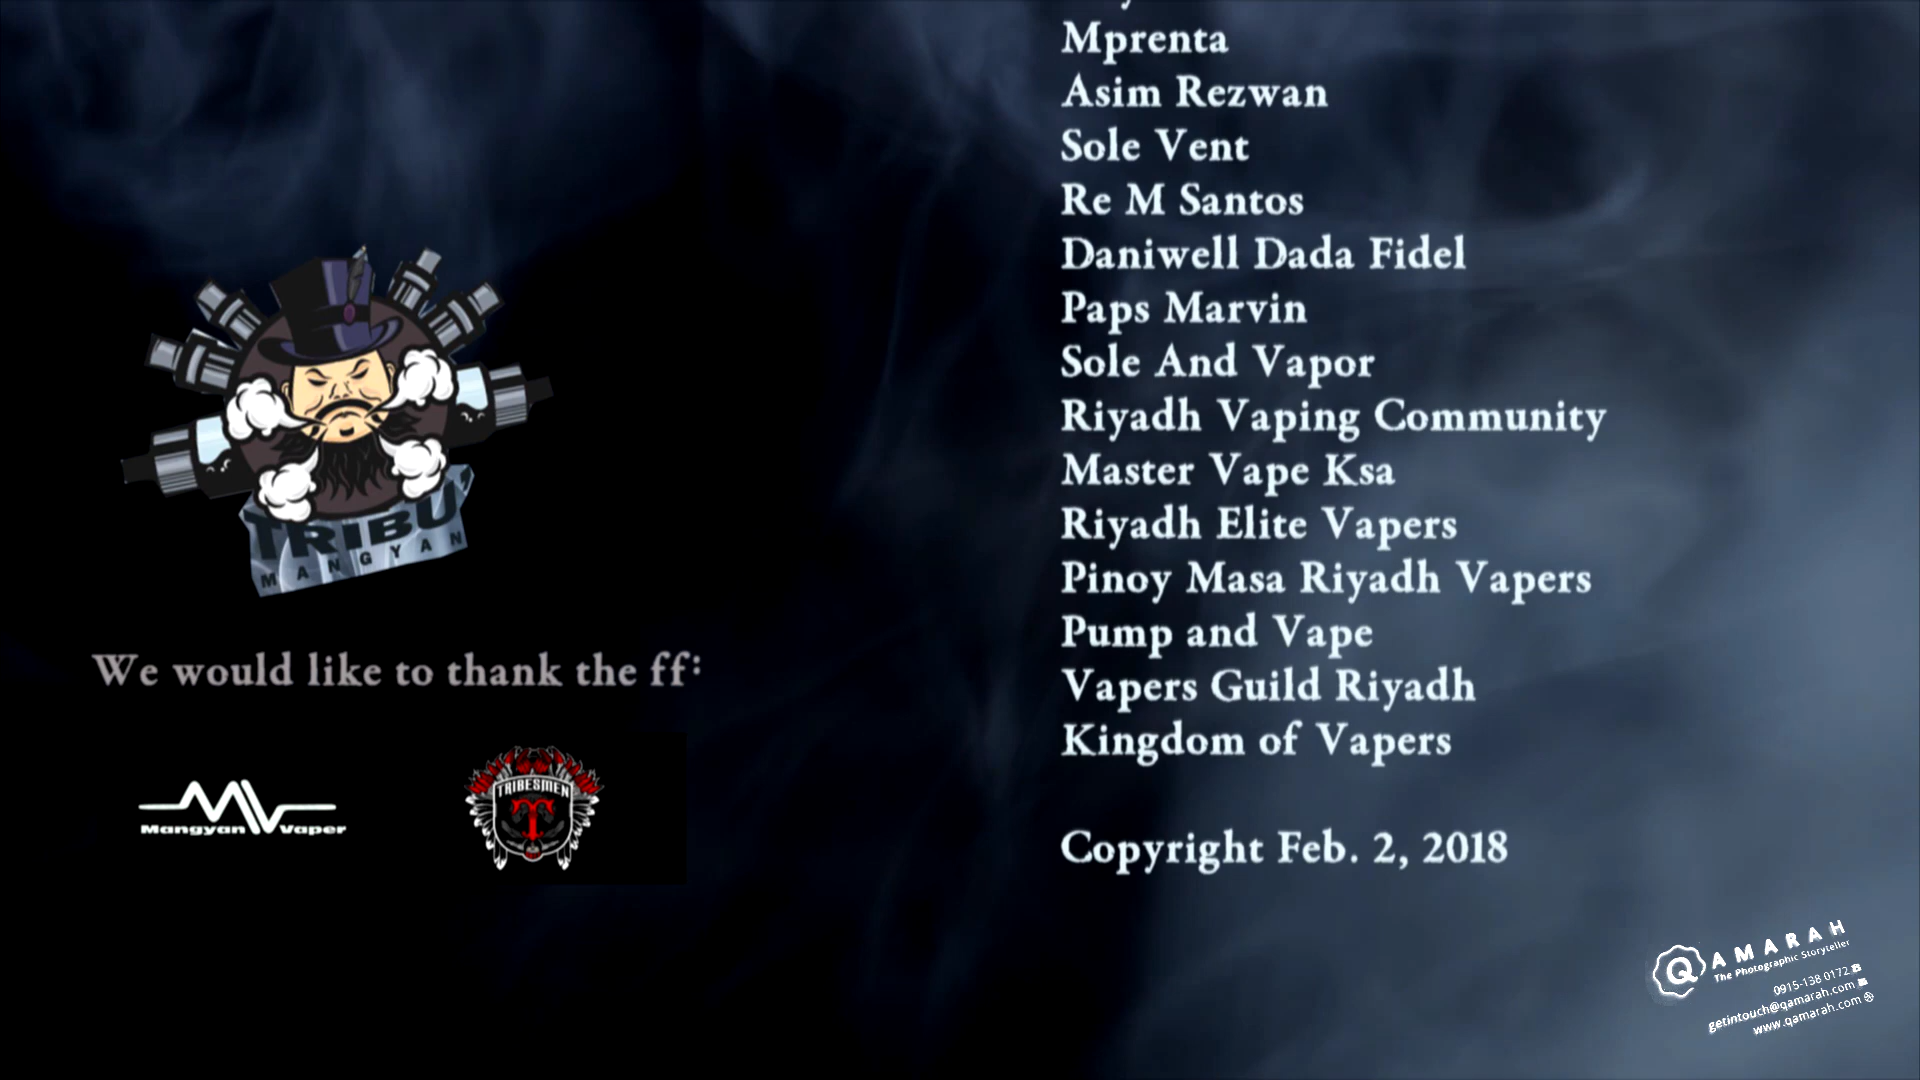 TRIBU'
MANGYAN
We would like to thank the ff:
Mangyan Vaper
TRIBESMEN
T
Mprenta
Asim Rezwan
Sole Vent
Re M Santos
Daniwell Dada Fidel
Paps Marvin
Sole And Vapor
Riyadh Vaping Community
Master Vape Ksa
Riyadh Elite Vapers
Pinoy Masa Riyadh Vapers
Pump and Vape
Vapers Guild Riyadh
Kingdom of Vapers
Copyright Feb. 2, 2018
QAMARAH
The Photographic Storyteller
0915-138 0172
getintouch@qamarah.com
www.qamarah.com